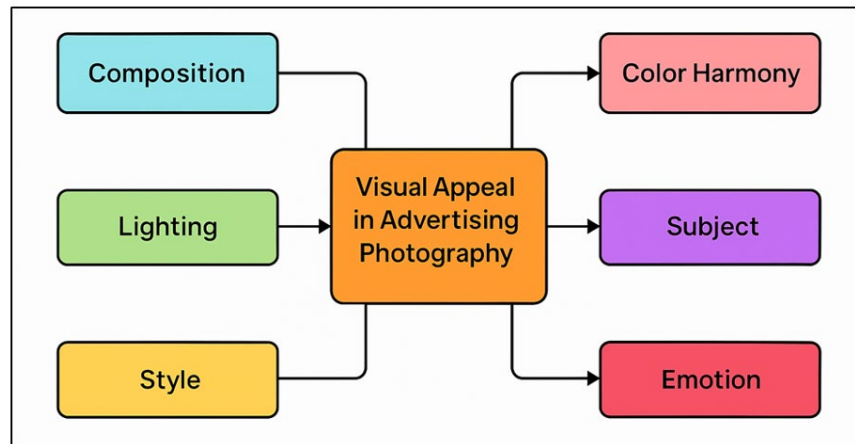 Composition
Lighting
Style
Visual Appeal
in Advertising
Photography
Color Harmony
Subject
Emotion